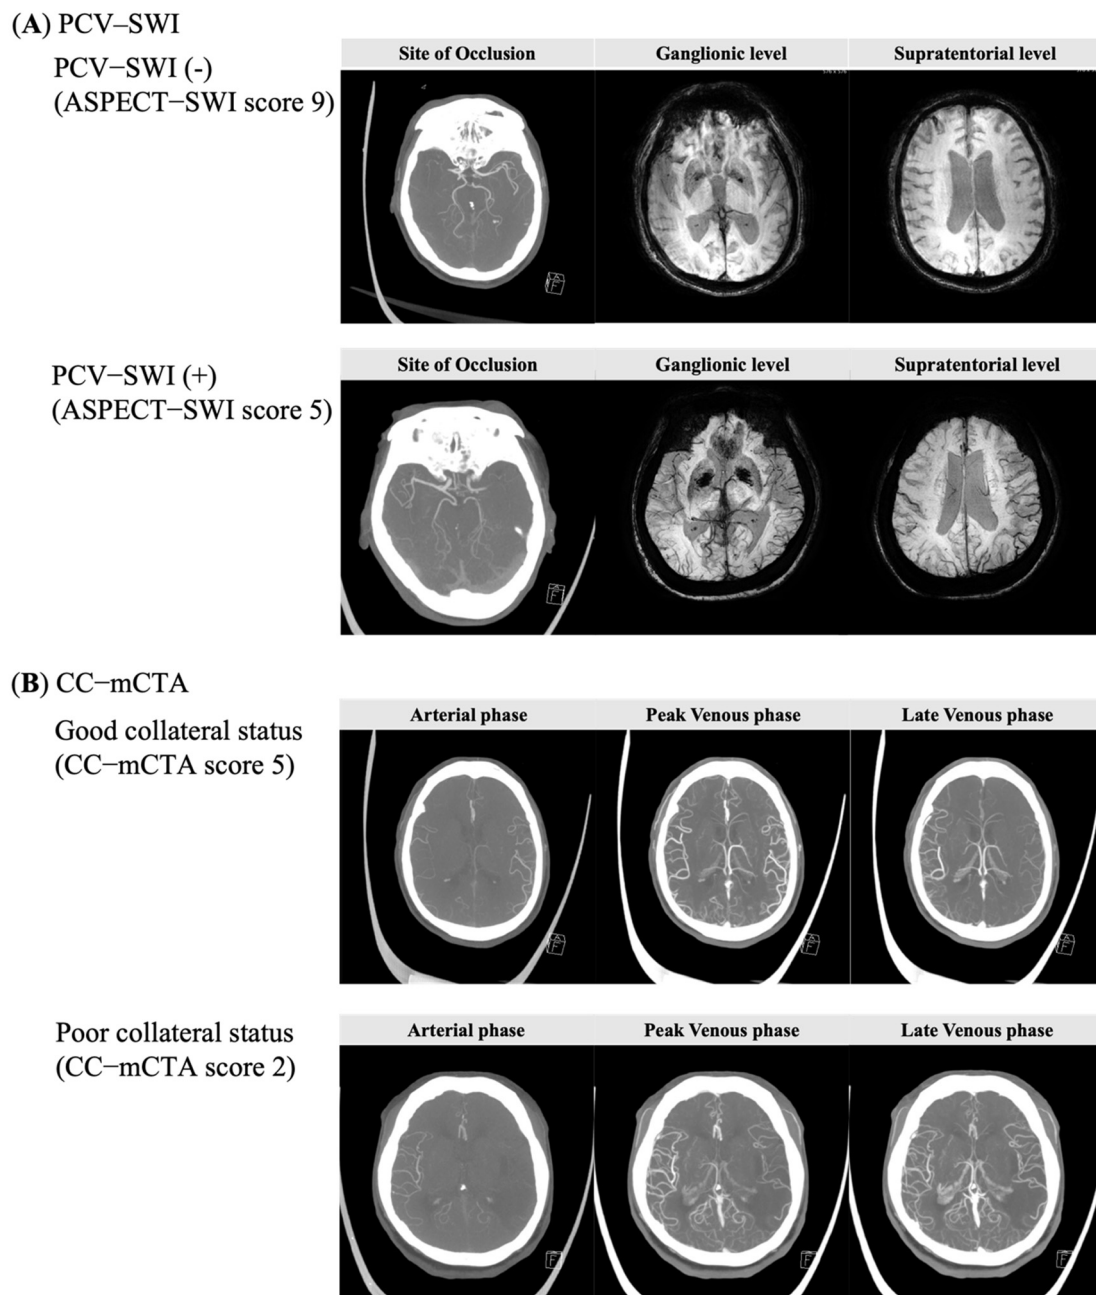 (A) PCV−SWI
PCV−SWI (-)
(ASPECT−SWI score 9)
Site of Occlusion
Ganglionic level
Supratentorial level
576 X 576
PCV−SWI (+)
(ASPECT−SWI score 5)
Site of Occlusion
Ganglionic level
Supratentorial level
F
(B) CC−mCTA
Good collateral status
(CC−mCTA score 5)
Arterial phase
Peak Venous phase
Late Venous phase
F
F
F
Poor collateral status
(CC−mCTA score 2)
Arterial phase
Peak Venous phase
Late Venous phase
F
F
F